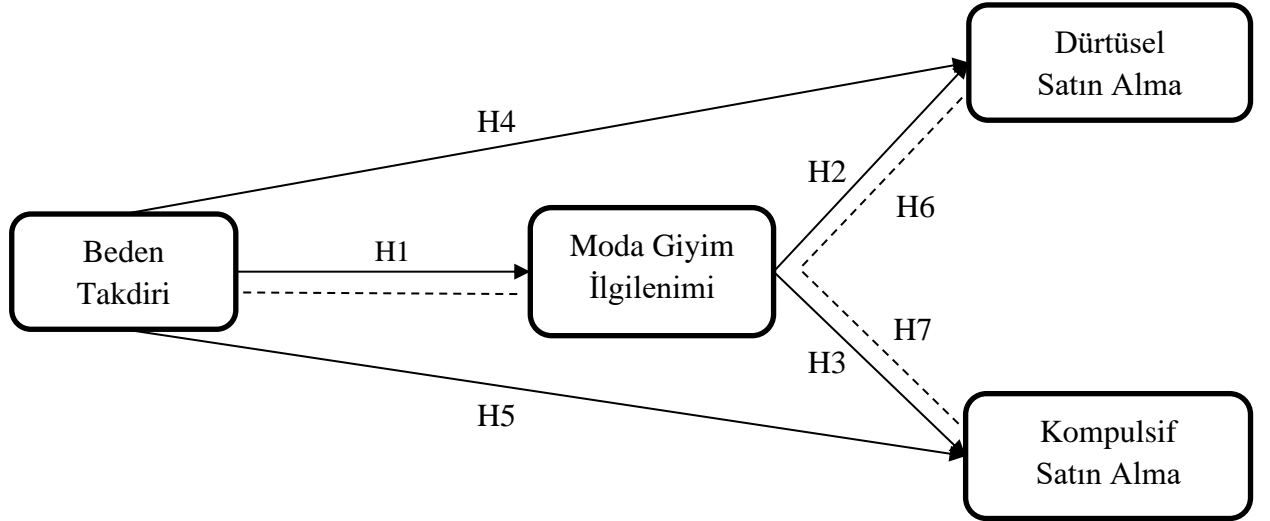 Dürtüsel
Satın Alma
H4
H2
H6
Beden
Takdiri
H1
Moda Giyim
İlgilenimi
H7
H3
H5
Kompulsif
Satın Alma